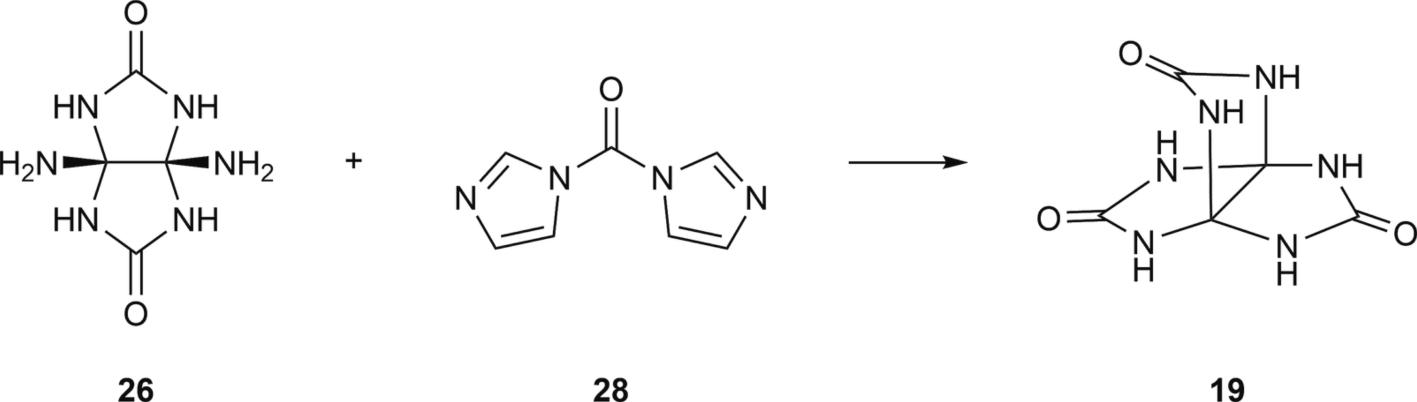 O
HN NH
H2N NH2
HN NH
O
26
+
O
N N N N
28
O NH
NH
H
N NH
O N
H N
H O
19